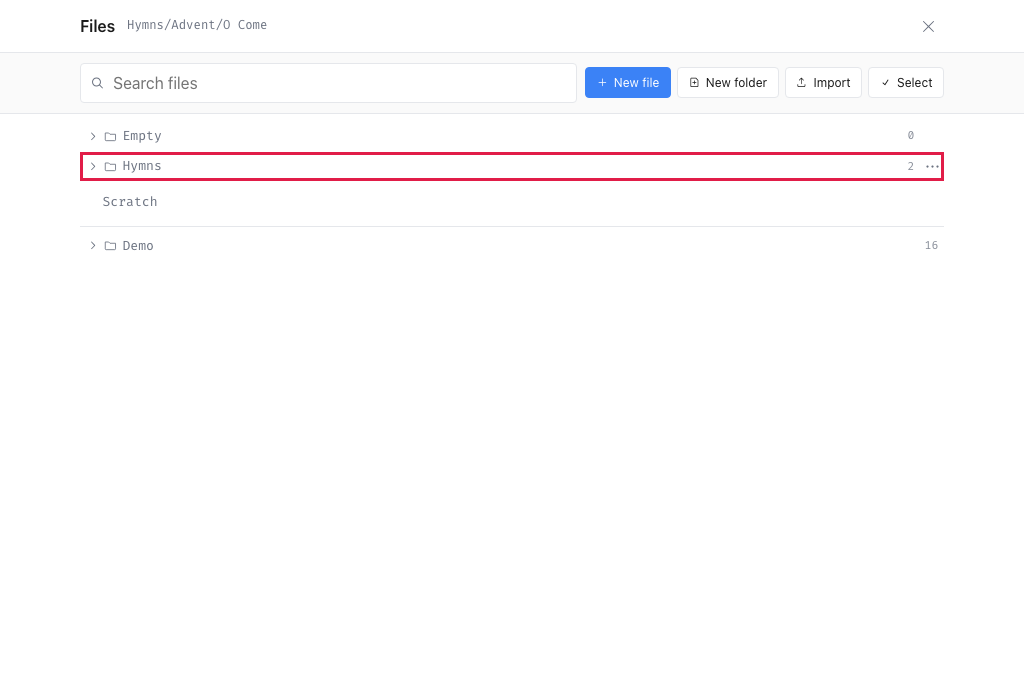 Files Hymns/Advent/O Come
Search files
New file
New folder
Import
Select
Empty 0
Hymns 2
Scratch
Demo 16